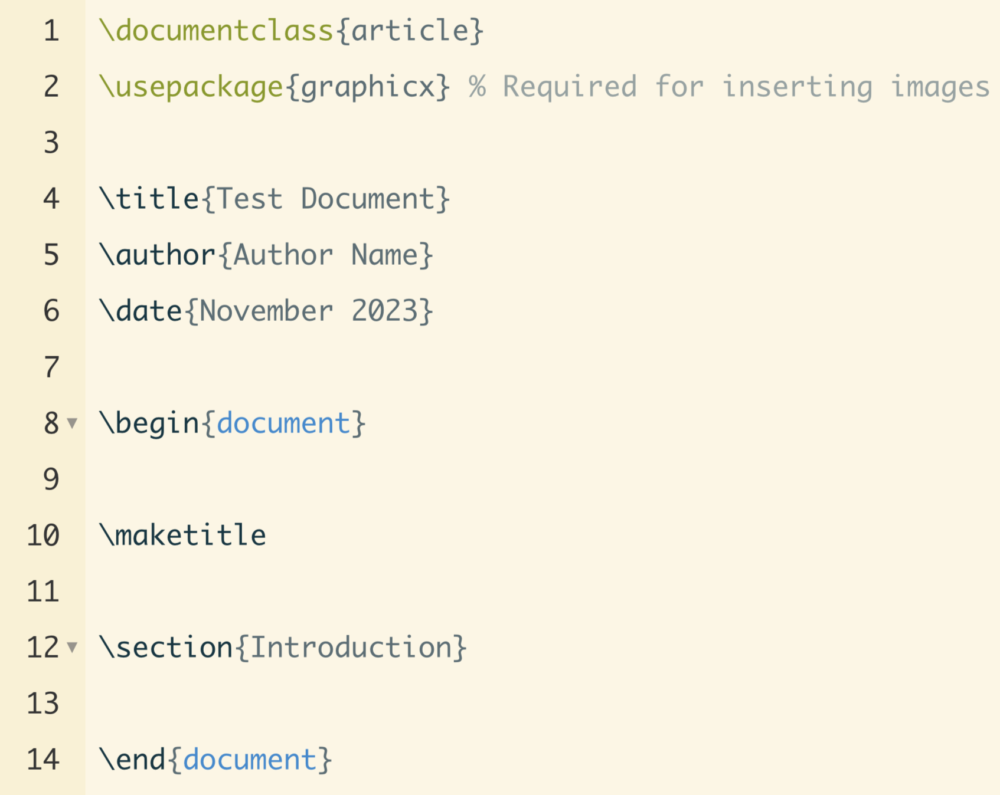 1 \documentclass{article}
2 \usepackage{graphicx} % Required for inserting images
3
4 \title{Test Document}
5 \author{Author Name}
6 \date{November 2023}
7
8 \begin{document}
9
10 \maketitle
11
12 \section{Introduction}
13
14 \end{document}